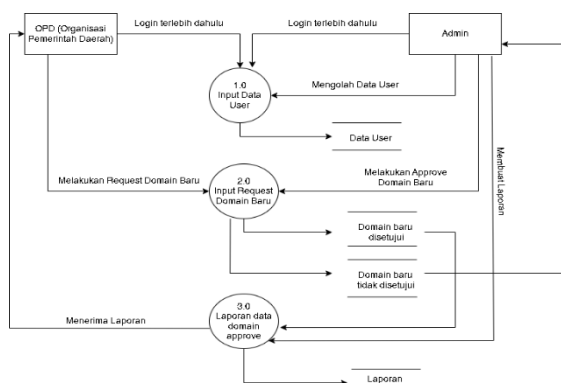 OPD (Organisasi
Pemerintah Daerah)
Login terlebih dahulu
Login terlebih dahulu
Admin
1.0
Input Data
User
Mengolah Data User
Data User
Membuat Laporan
Melakukan Request Domain Baru
2.0
Input Request
Domain Baru
Melakukan Approve
Domain Baru
Domain baru
disetujui
Domain baru
tidak disetujui
Menerima Laporan
3.0
Laporan data
domain
approve
Laporan